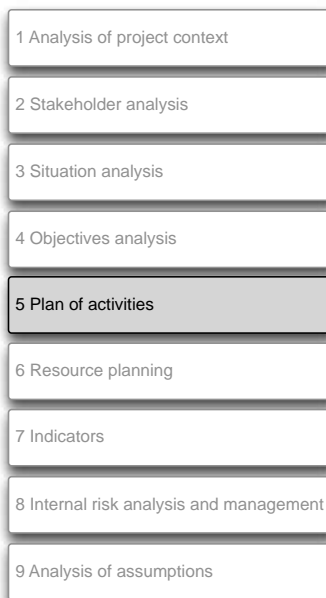 1 Analysis of project context
2 Stakeholder analysis
3 Situation analysis
4 Objectives analysis
5 Plan of activities
6 Resource planning
7 Indicators
8 Internal risk analysis and management
9 Analysis of assumptions